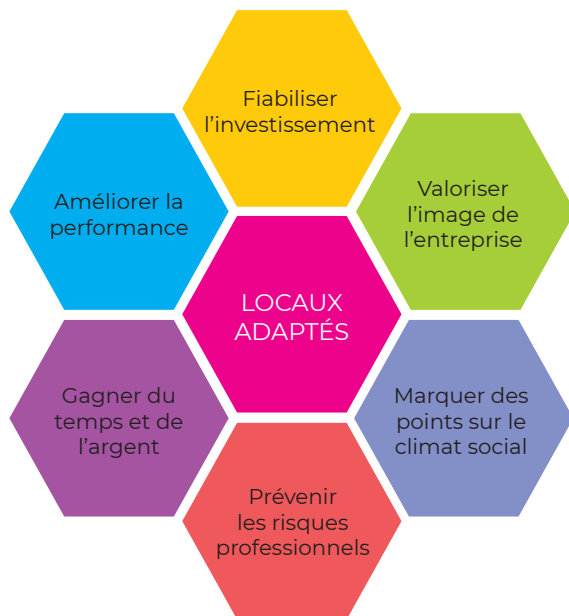 Fiabiliser
l'investissement
Améliorer la
performance
Valoriser
l'image de
l'entreprise
LOCAUX
ADAPTÉS
Gagner du
temps et de
l'argent
Marquer des
points sur le
climat social
Prévenir
les risques
professionnels